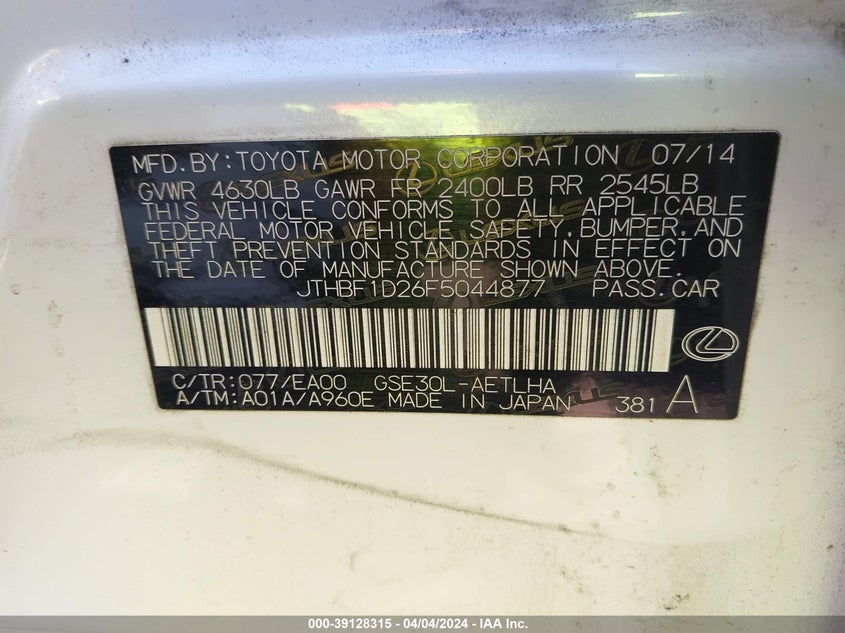 MFD.BY:TOYOTA MOTOR CORPORATION 07/14
GVWR 4630LB GAWR FR 2400LB RR 2545LB
THIS VEHICLE CONFORMS TO ALL APPLICABLE
FEDERAL MOTOR VEHICLE SAFETY,BUMPER,AND
THEFT PREVENTION STANDARDS IN EFFECT ON
THE DATE OF MANUFACTURE SHOWN ABOVE.
JTHBF1D26F5044877 PASS.CAR
C/TR:077/EA00 GSE30L-AETLHA
A/TM:A01A/A960E MADE IN JAPAN 381 A
000-39128315 - 04/04/2024 - IAA Inc.